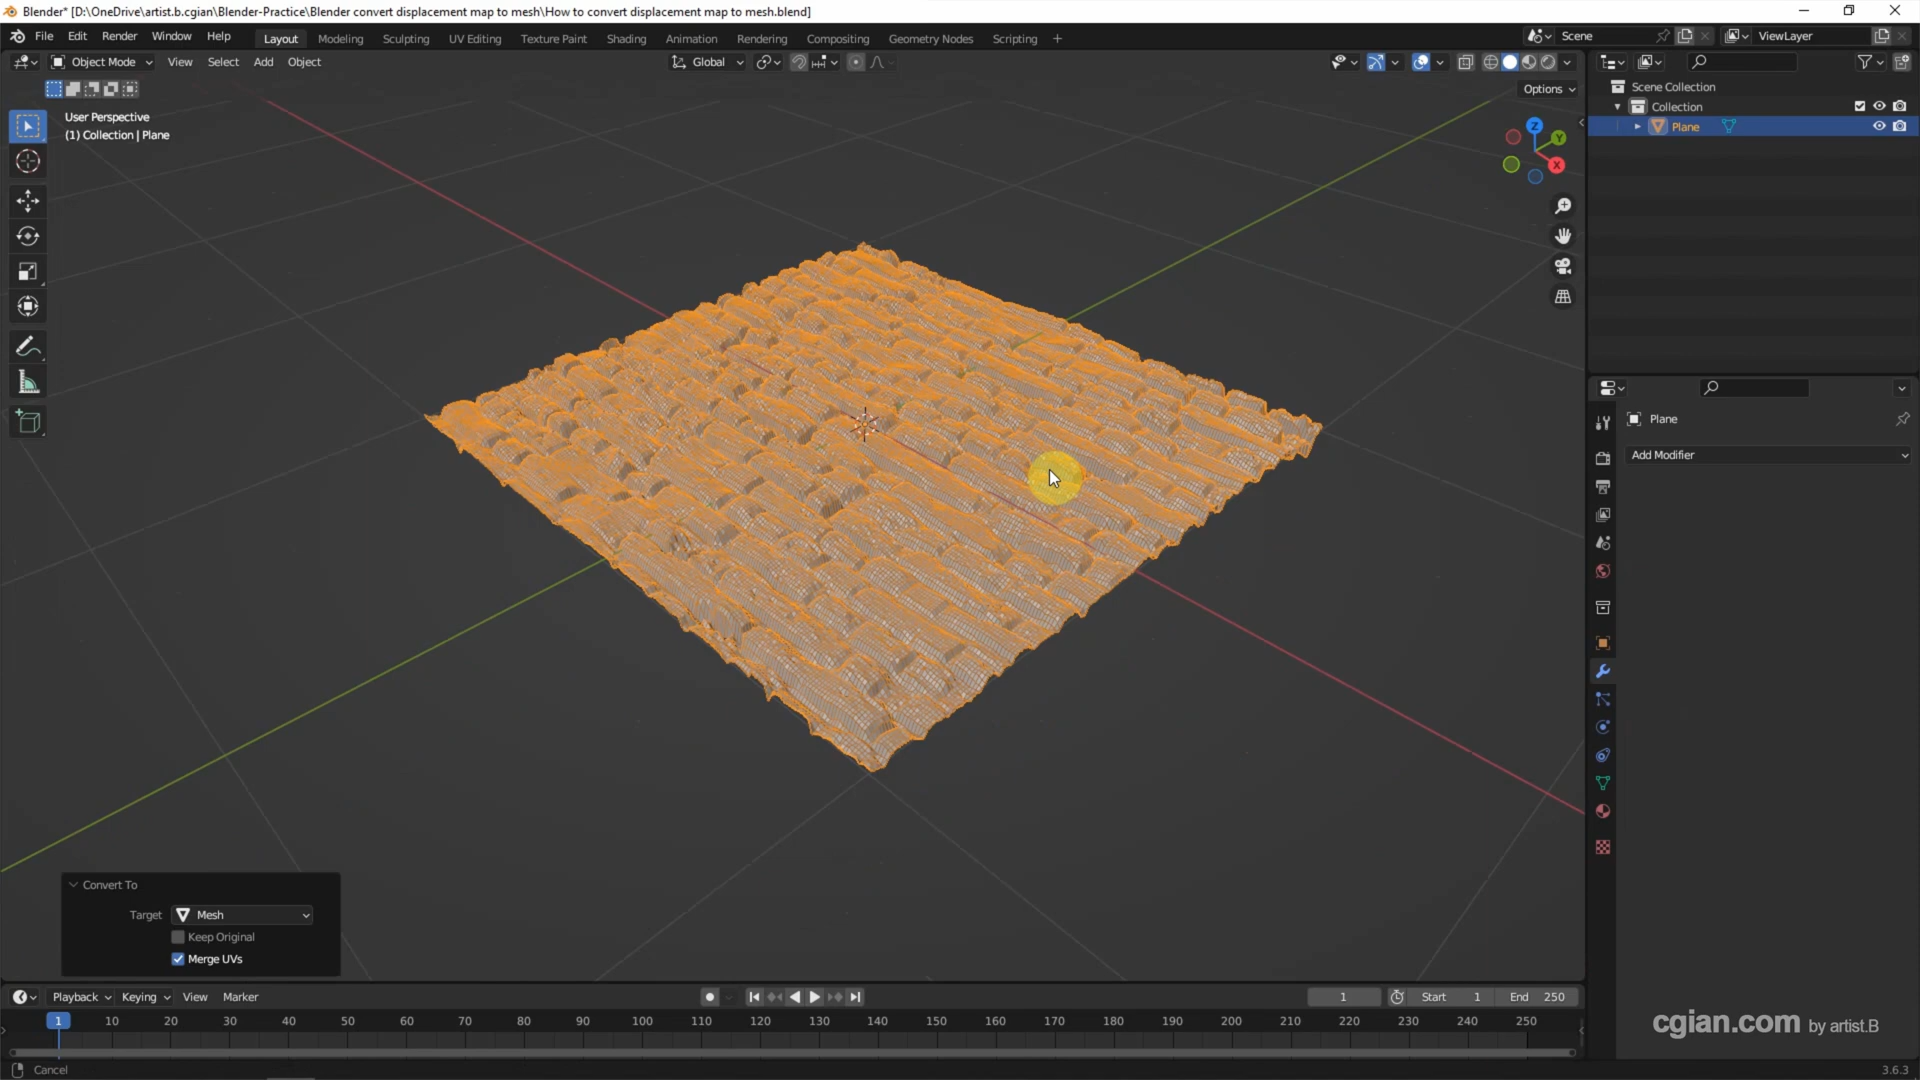 Blender* [D:\OneDrive\artist.b.cgian\Blender-Practice\Blender convert displacement map to mesh\How to convert displacement map to mesh.blend]
File Edit Render Window Help Layout Modeling Sculpting UV Editing Texture Paint Shading Animation Rendering Compositing Geometry Nodes Scripting + Scene ViewLayer
Object Mode View Select Add Object Global
Options
User Perspective
(1) Collection | Plane
Z
Y
X
Scene Collection
Collection
Plane
Plane
Add Modifier
Convert To
Target Mesh
Keep Original
Merge UVs
Playback Keying View Marker 1 Start 1 End 250
1 10 20 30 40 50 60 70 80 90 100 110 120 130 140 150 160 170 180 190 200 210 220 230 240 250
cgian.com by artist.B
Cancel 3.6.3